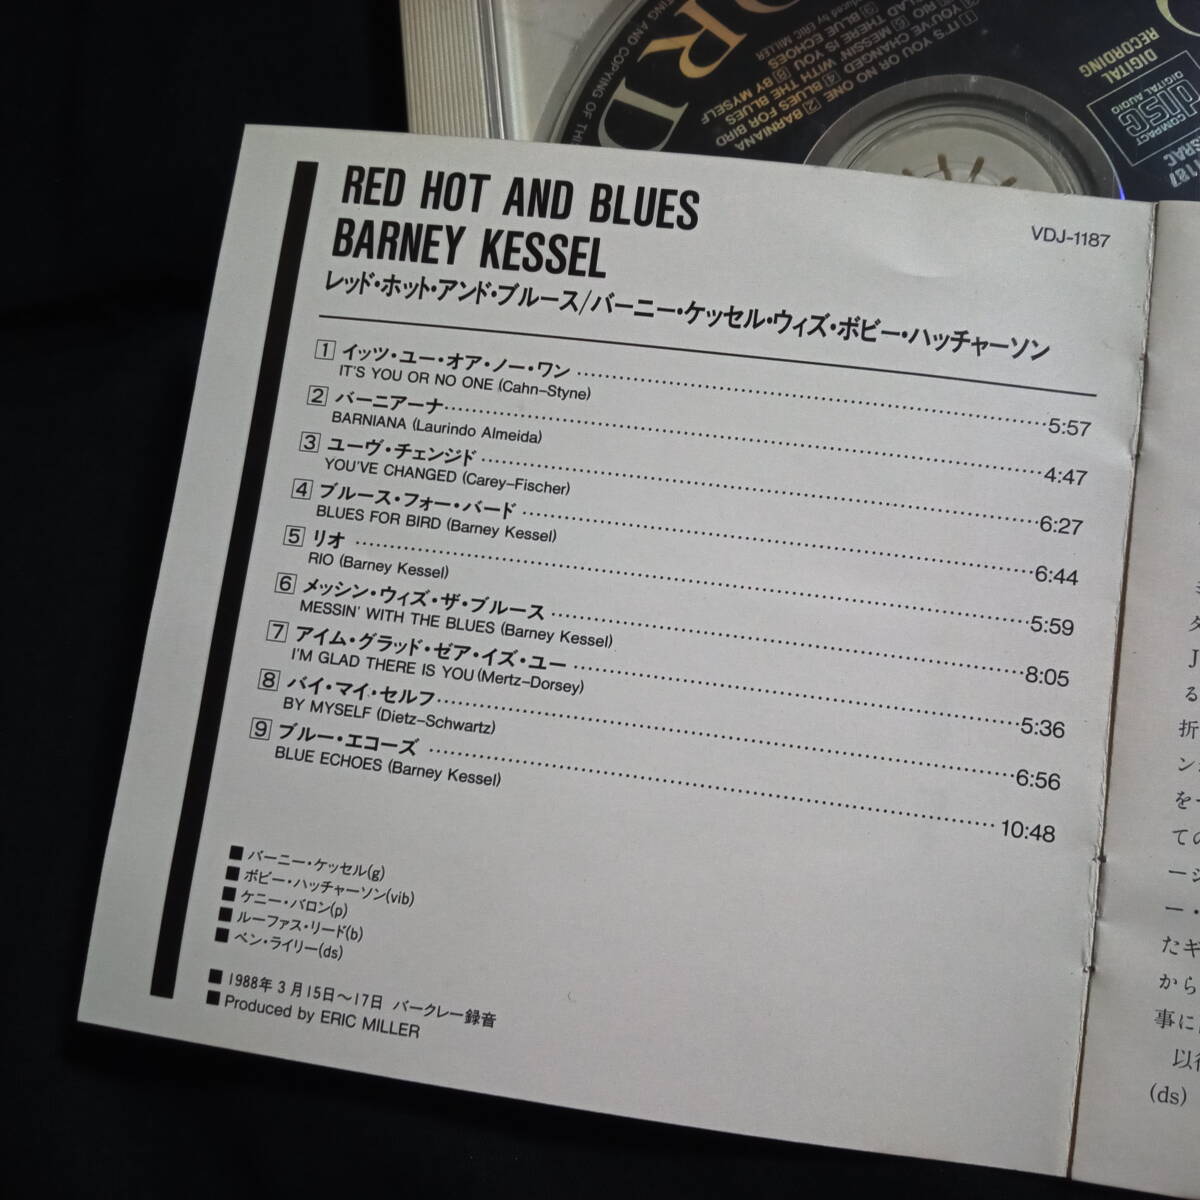 RED HOT AND BLUES
BARNEY KESSEL
VDJ-1187
レッド・ホット・アンド・ブルース/バーニー・ケッセル・ウィズ・ボビー・ハッチャーソン
1 イッツ・ユー・オア・ノー・ワン 5:57
IT'S YOU OR NO ONE (Cahn–Styne)
2 バーニアーナ 4:47
BARNIANA (Laurindo Almeida)
3 ユーヴ・チェンジド 6:27
YOU'VE CHANGED (Carey–Fischer)
4 ブルース・フォー・バード 6:44
BLUES FOR BIRD (Barney Kessel)
5 リオ 5:59
RIO (Barney Kessel)
6 メッシン・ウィズ・ザ・ブルース 8:05
MESSIN' WITH THE BLUES (Barney Kessel)
7 アイム・グラッド・ゼア・イズ・ユー 5:36
I'M GLAD THERE IS YOU (Mertz–Dorsey)
8 バイ・マイ・セルフ 6:56
BY MYSELF (Dietz–Schwartz)
9 ブルー・エコーズ 10:48
BLUE ECHOES (Barney Kessel)
■バーニー・ケッセル(g)
■ボビー・ハッチャーソン(vib)
■ケニー・バロン(p)
■ルーファス・リード(b)
■ベン・ライリー(ds)
■1988年3月15日〜17日 バークレー録音
■Produced by ERIC MILLER
DIGITAL
RECORDING
COMPACT
DISC
DIGITAL AUDIO
る
折
ての
たギ
から
事に
以
(ds)